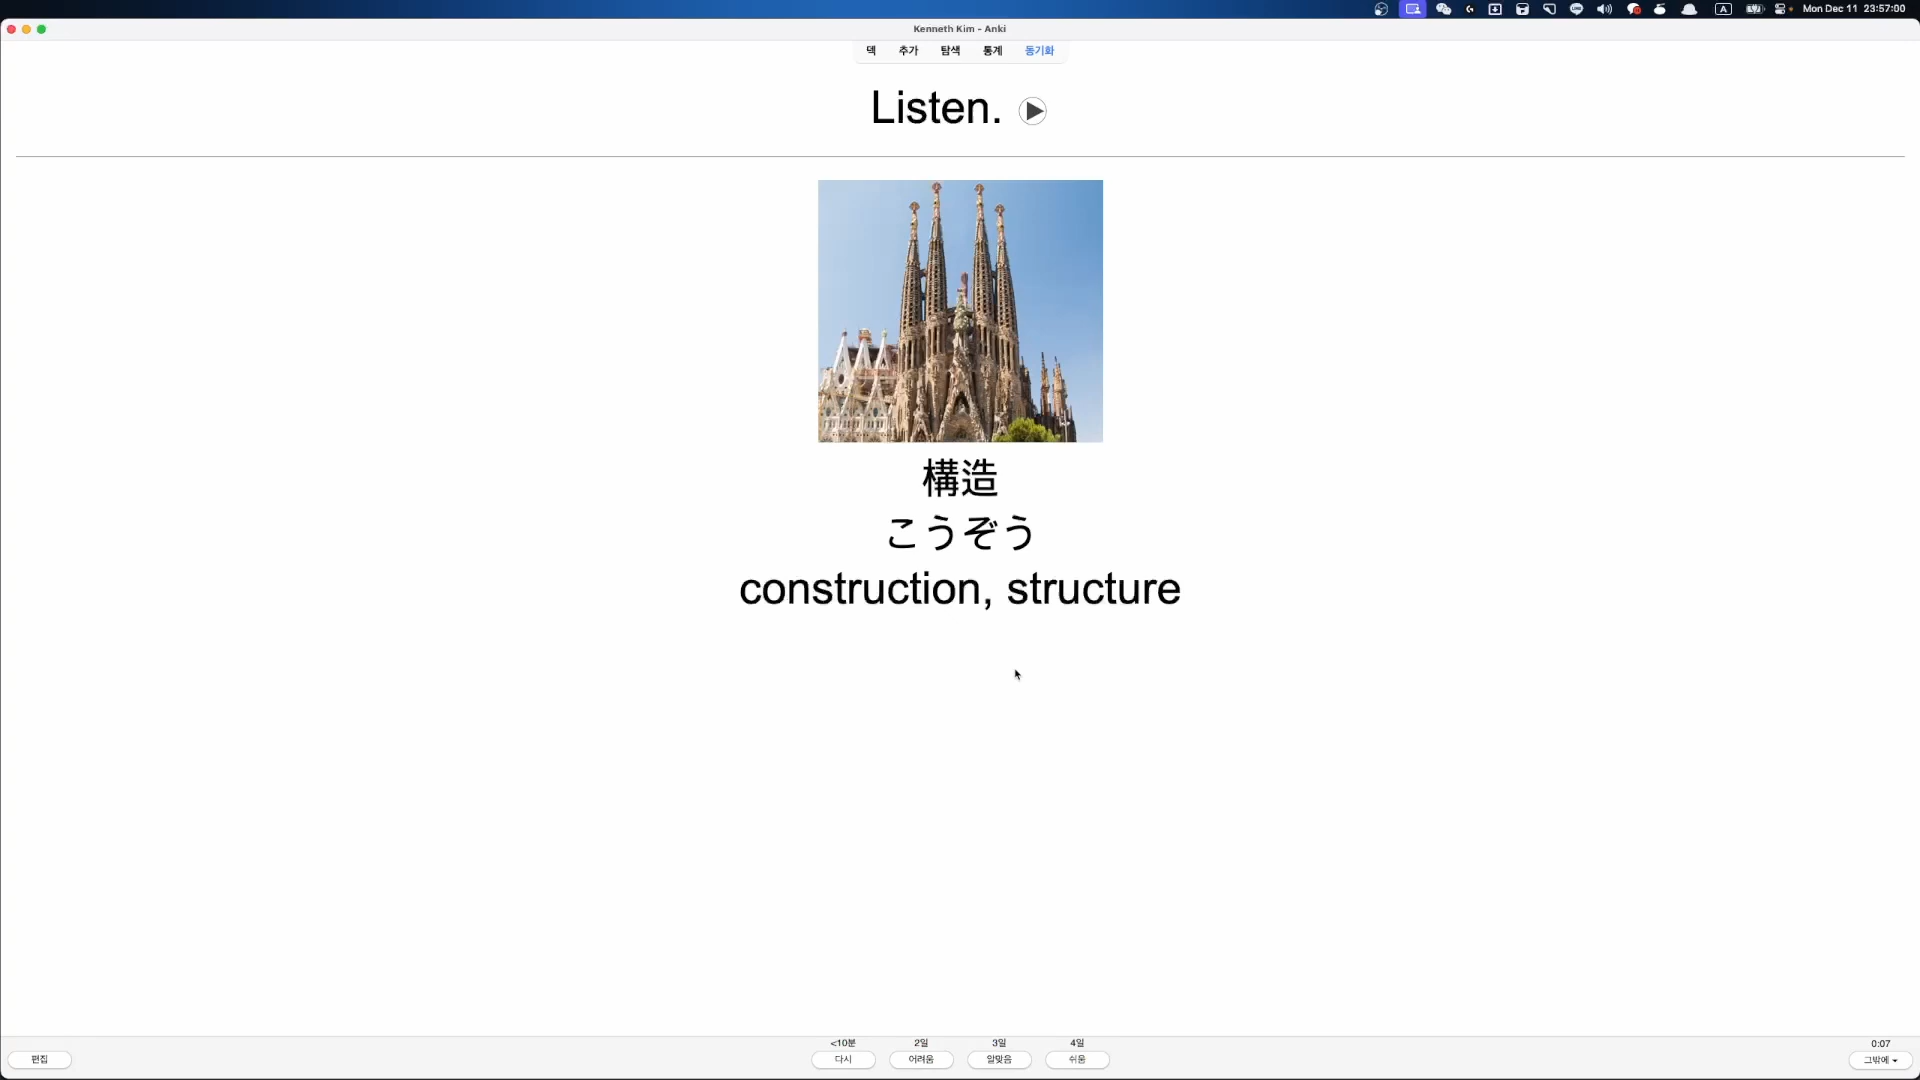 Mon Dec 11 23:57:00
Kenneth Kim - Anki
덱 추가 탐색 통계 동기화
Listen.
構造
こうぞう
construction, structure
<10분 2일 3일 4일 0:07
편집 다시 어려움 알맞음 쉬움 그밖에